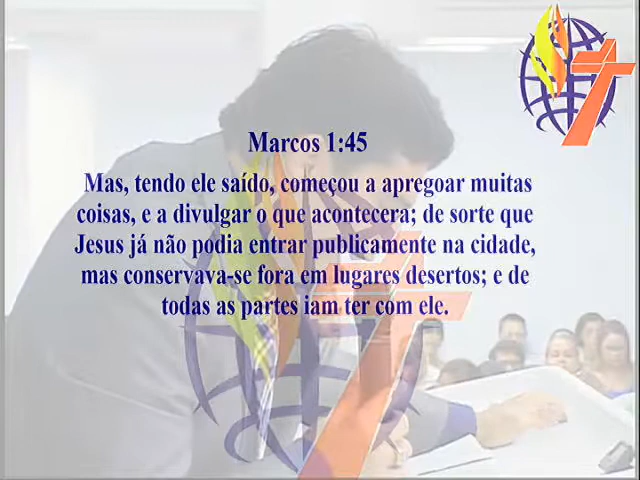 Marcos 1:45
Mas, tendo ele saído, começou a apregoar muitas
coisas, e a divulgar o que acontecera; de sorte que
Jesus já não podia entrar publicamente na cidade,
mas conservava-se fora em lugares desertos; e de
todas as partes iam ter com ele.